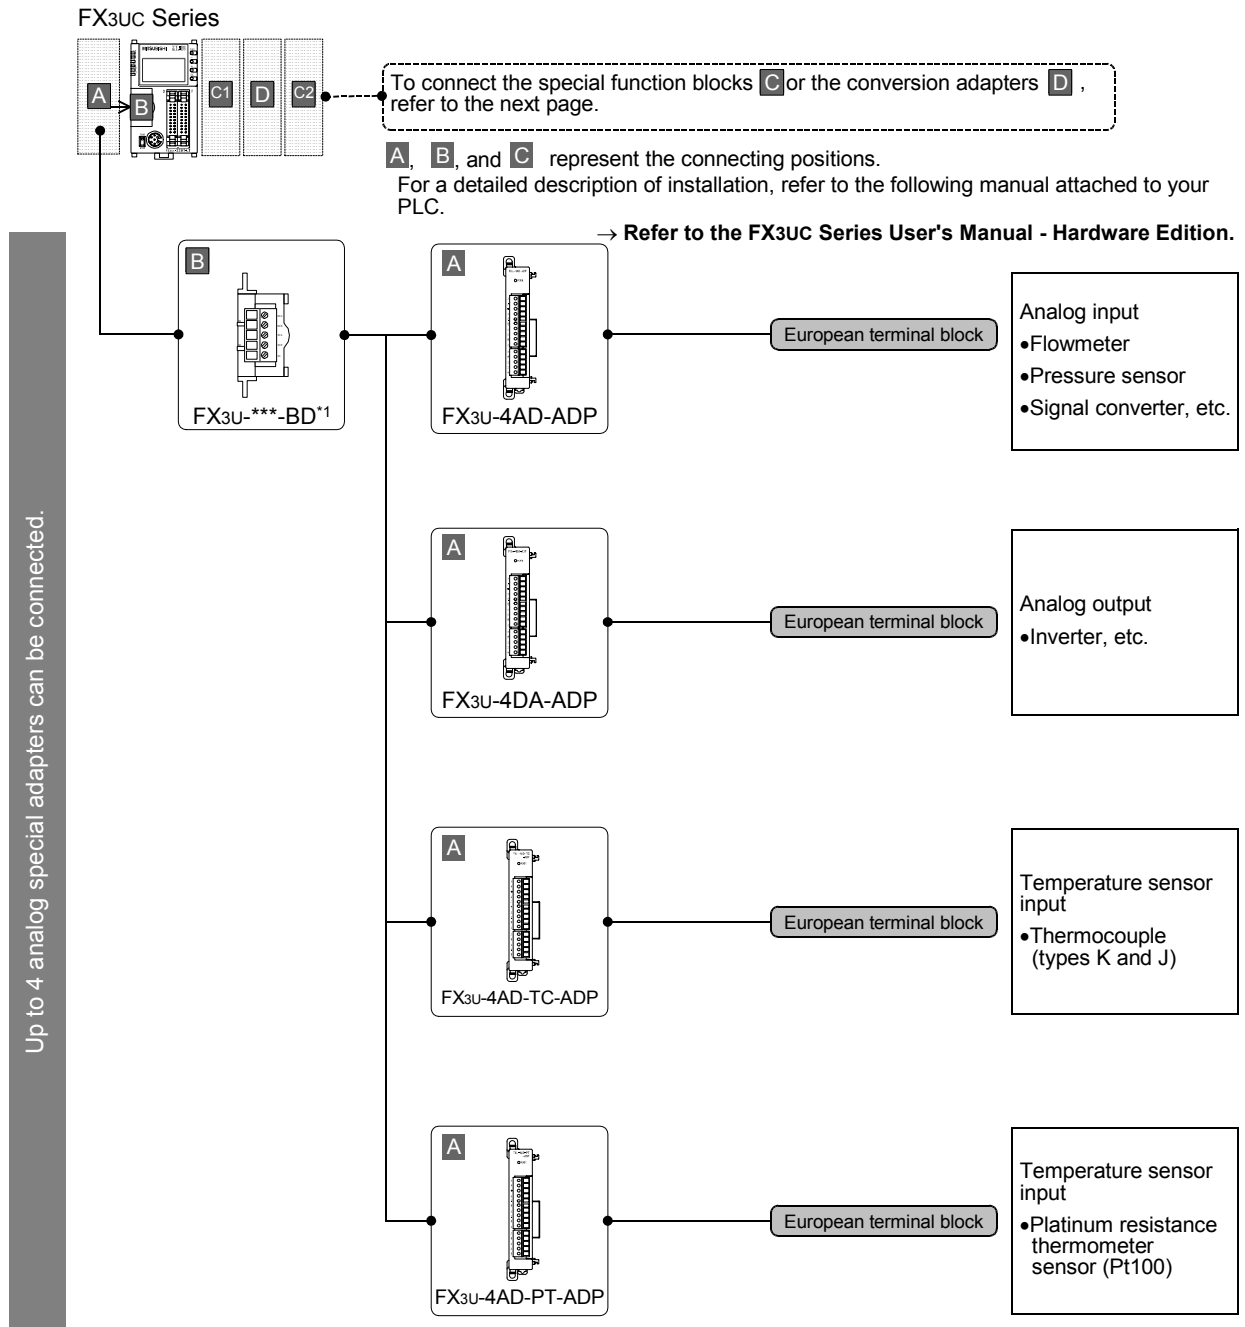 FX3UC Series
A
B
C1
D
C2
To connect the special function blocks C or the conversion adapters D ,
refer to the next page.
A, B, and C represent the connecting positions.
For a detailed description of installation, refer to the following manual attached to your
PLC.
→ Refer to the FX3UC Series User's Manual - Hardware Edition.
Up to 4 analog special adapters can be connected.
B
FX3U-***-BD*1
A
FX3U-4AD-ADP
European terminal block
Analog input
•Flowmeter
•Pressure sensor
•Signal converter, etc.
A
FX3U-4DA-ADP
European terminal block
Analog output
•Inverter, etc.
A
FX3U-4AD-TC-ADP
European terminal block
Temperature sensor
input
•Thermocouple
(types K and J)
A
FX3U-4AD-PT-ADP
European terminal block
Temperature sensor
input
•Platinum resistance
thermometer
sensor (Pt100)